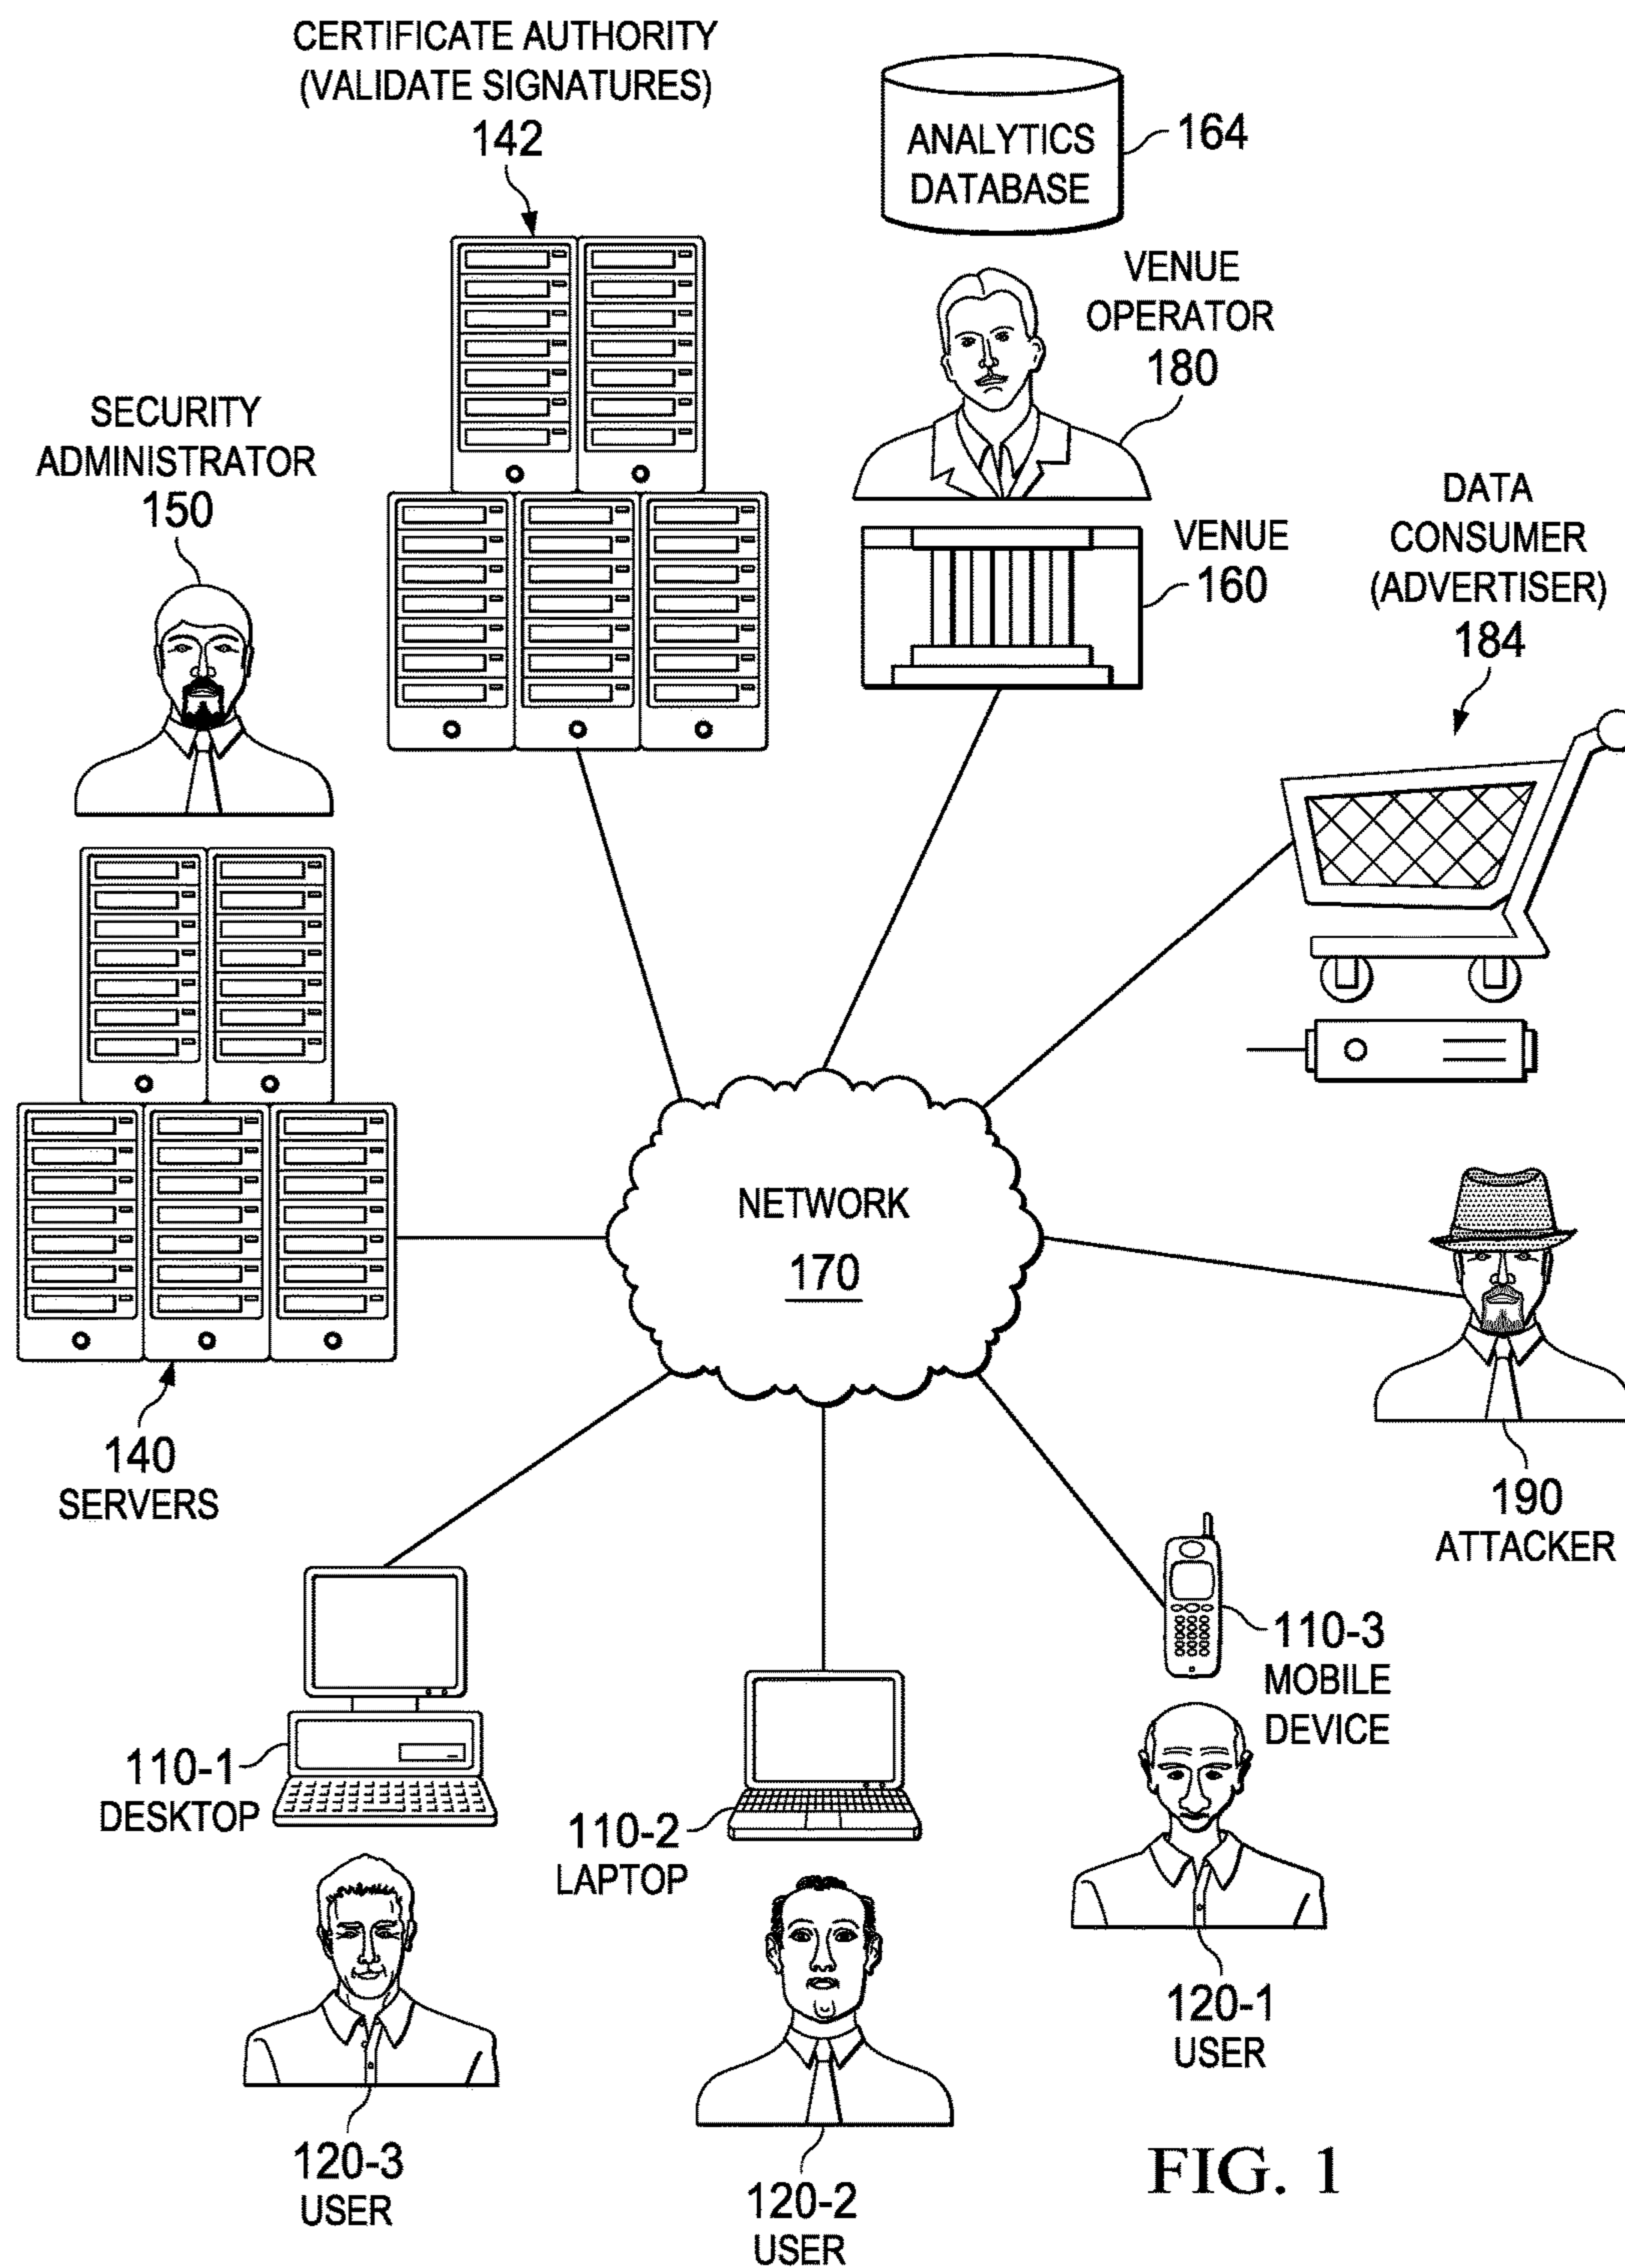 CERTIFICATE AUTHORITY
(VALIDATE SIGNATURES)
142
ANALYTICS
DATABASE
164
VENUE
OPERATOR
180
SECURITY
ADMINISTRATOR
150
DATA
CONSUMER
(ADVERTISER)
184
VENUE
160
NETWORK
170
140
SERVERS
190
ATTACKER
110-3
MOBILE
DEVICE
110-1
DESKTOP
110-2
LAPTOP
120-1
USER
120-3
USER
120-2
USER
FIG. 1